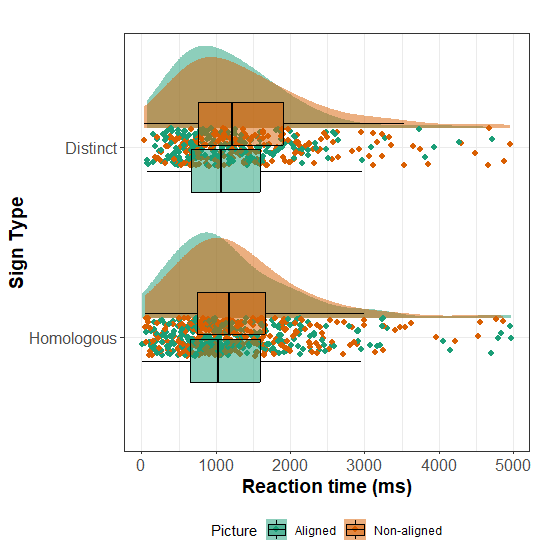 Sign Type
Distinct
Homologous
0 1000 2000 3000 4000 5000
Reaction time (ms)
Picture Aligned Non-aligned